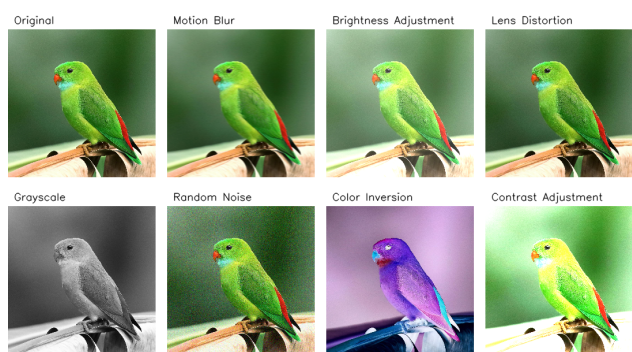 Original
Motion Blur
Brightness Adjustment
Lens Distortion
Grayscale
Random Noise
Color Inversion
Contrast Adjustment